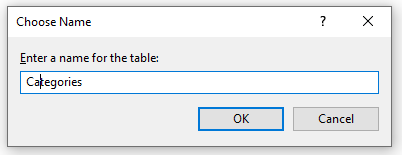 Choose Name
?
Enter a name for the table:
Categories
OK
Cancel